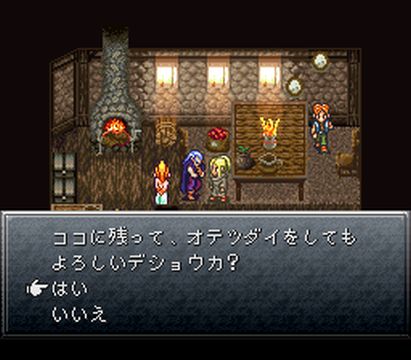 ココに残って、オテツダイをしても
よろしいデショウカ?
はい
いいえ